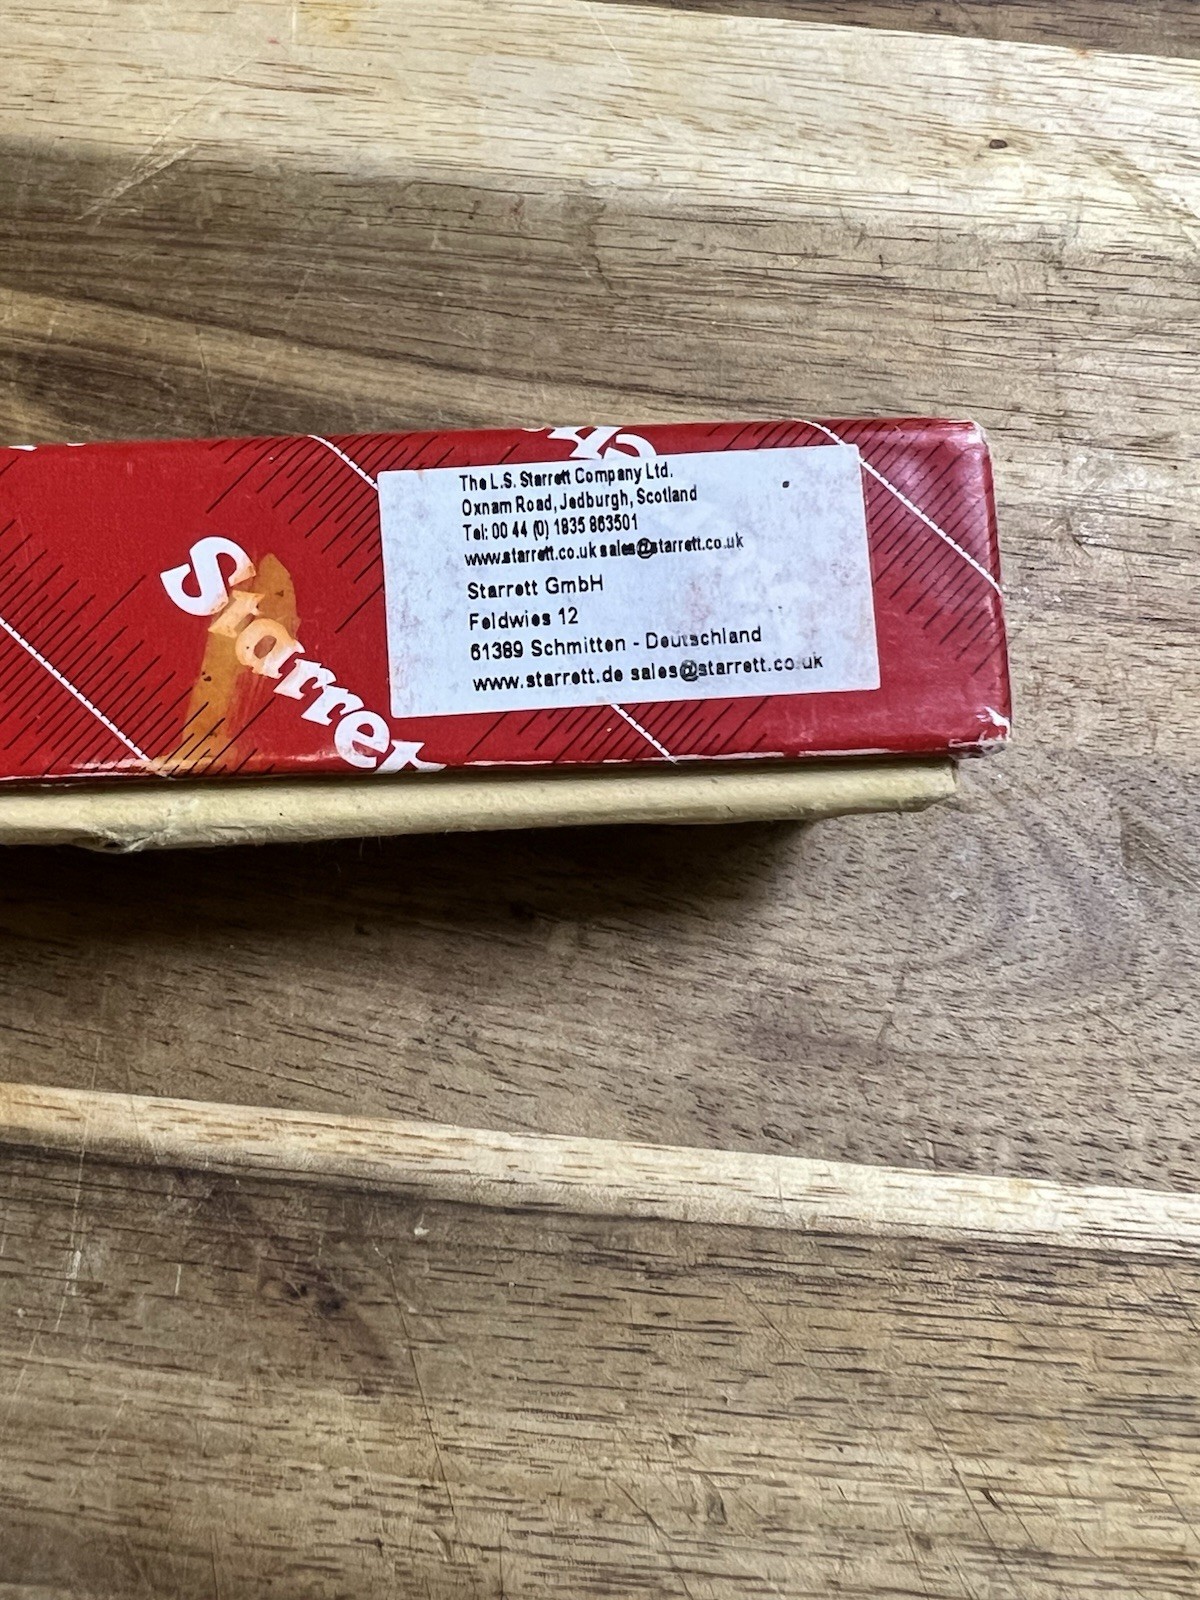 The L.S. Starrett Company Ltd.
Oxnam Road, Jedburgh, Scotland
Tel: 00 44 (0) 1835 863501
www.starrett.co.uk sales@starrett.co.uk
Starrett GmbH
Feldwies 12
61389 Schmitten - Deutschland
www.starrett.de sales@starrett.co.uk
Starret